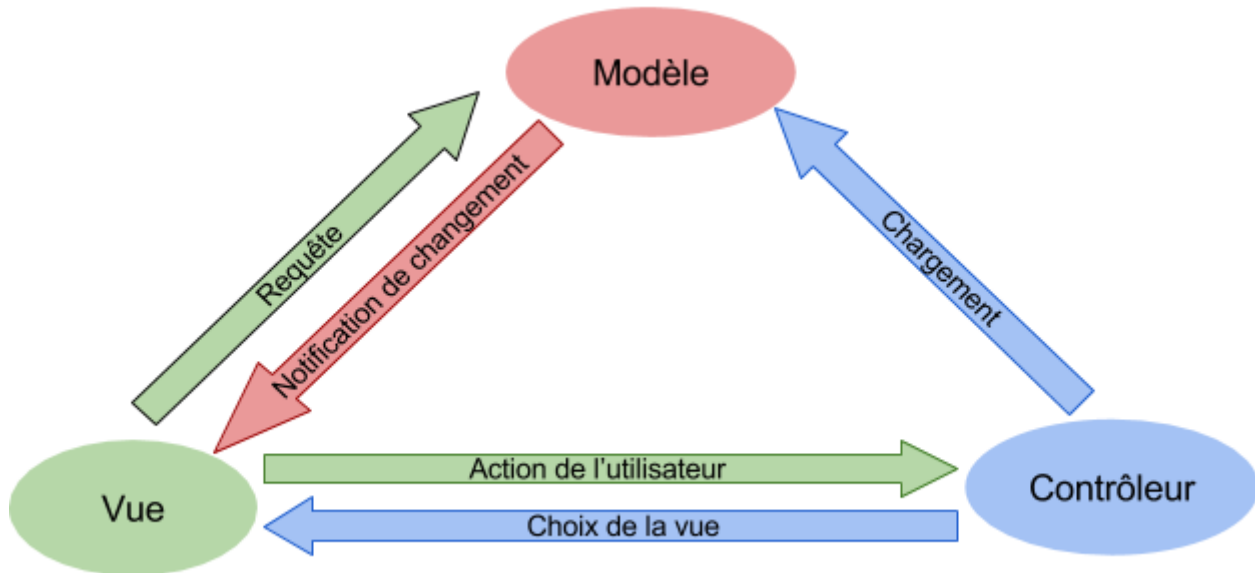 Modèle
Requête
Notification de changement
Chargement
Action de l'utilisateur
Vue
Contrôleur
Choix de la vue